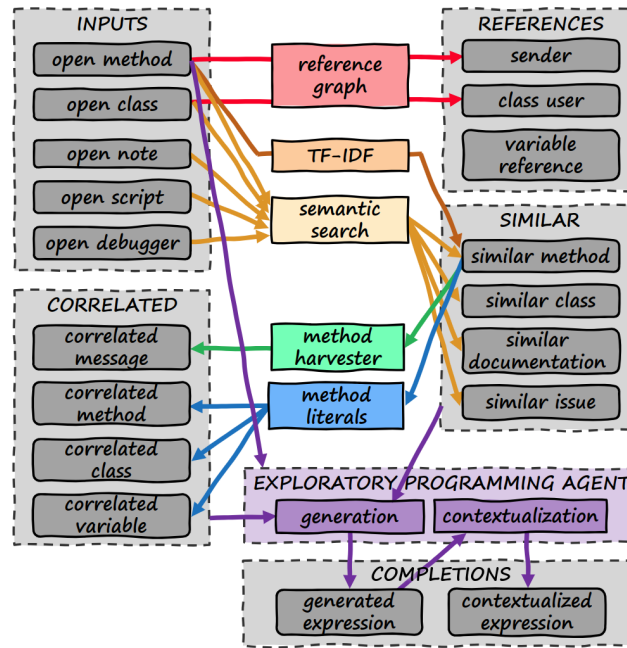 INPUTS
open method
open class
open note
open script
open debugger
reference
graph
TF-IDF
semantic
search
REFERENCES
sender
class user
variable
reference
SIMILAR
similar method
similar class
similar
documentation
similar issue
CORRELATED
correlated
message
correlated
method
correlated
class
correlated
variable
method
harvester
method
literals
EXPLORATORY PROGRAMMING AGENT
generation
contextualization
COMPLETIONS
generated
expression
contextualized
expression